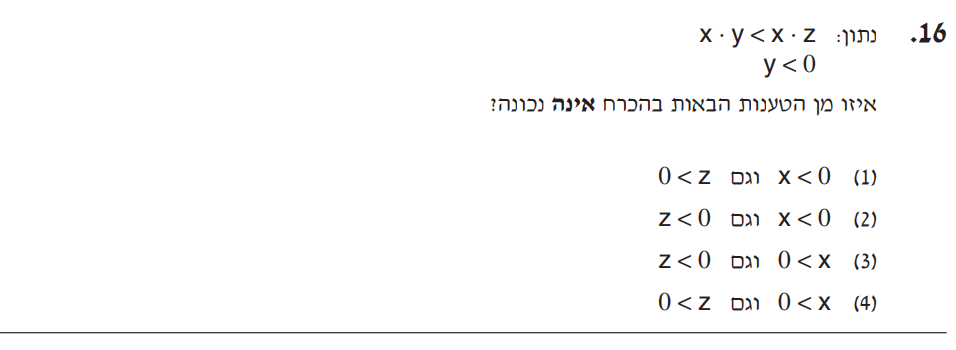 16. נתון: x · y < x · z
y < 0
איזו מן הטענות הבאות בהכרח אינה נכונה?
(1) x < 0 וגם 0 < z
(2) x < 0 וגם z < 0
(3) 0 < x וגם z < 0
(4) 0 < x וגם 0 < z